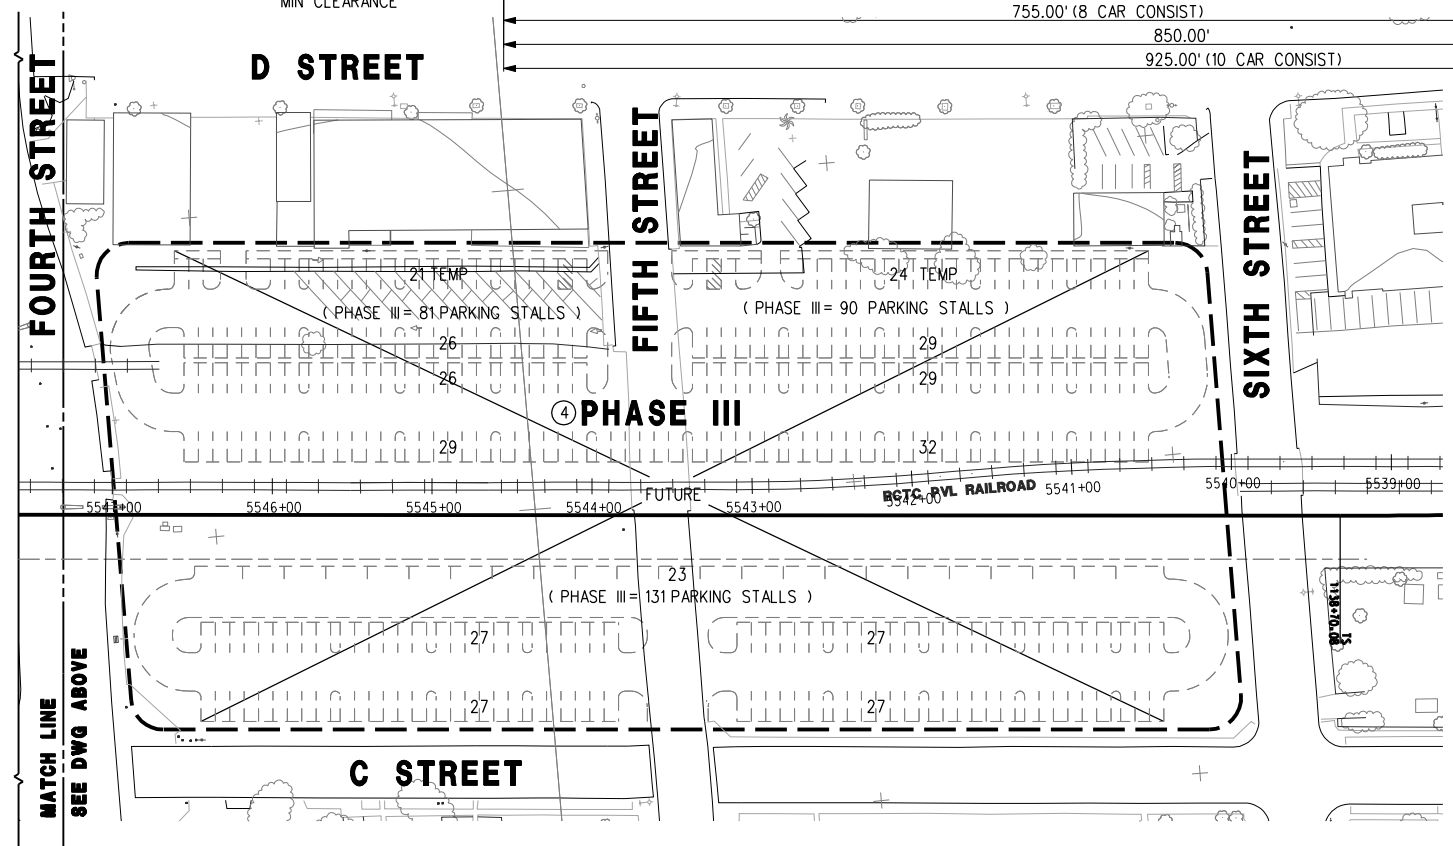 MIN CLEARANCE
755.00' (8 CAR CONSIST)
850.00'
925.00' (10 CAR CONSIST)
D STREET
FOURTH STREET
FIFTH STREET
SIXTH STREET
21 TEMP
24 TEMP
( PHASE III = 81 PARKING STALLS )
( PHASE III = 90 PARKING STALLS )
26
29
26
29
4 PHASE III
29
32
FUTURE
RCTC PVL RAILROAD
5546+00
5545+00
5544+00
5543+00
5542+00
5541+00
5540+00
5539+00
23
( PHASE III = 131 PARKING STALLS )
27
27
27
27
TS
MATCH LINE
SEE DWG ABOVE
C STREET